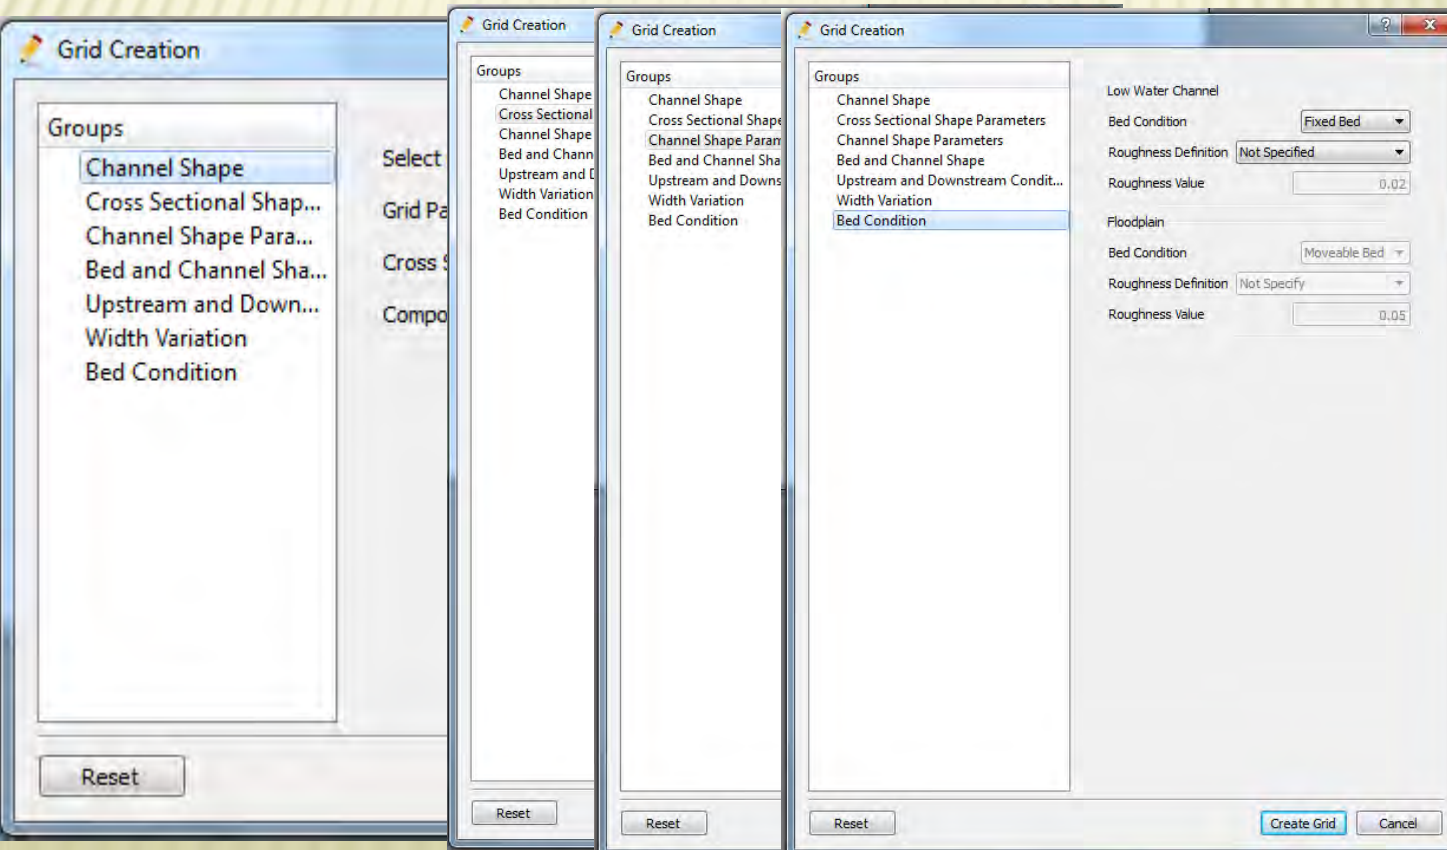 Grid Creation
Groups
Channel Shape
Cross Sectional Shap...
Channel Shape Para...
Bed and Channel Sha...
Upstream and Down...
Width Variation
Bed Condition
Select
Grid Pa
Cross S
Compo
Reset
Grid Creation
Groups
Channel Shape
Cross Sectional
Channel Shape
Bed and Chann
Upstream and D
Width Variation
Bed Condition
Reset
Grid Creation
Groups
Channel Shape
Cross Sectional Shape
Channel Shape Param
Bed and Channel Sha
Upstream and Downs
Width Variation
Bed Condition
Reset
Grid Creation
Groups
Channel Shape
Cross Sectional Shape Parameters
Channel Shape Parameters
Bed and Channel Shape
Upstream and Downstream Condit...
Width Variation
Bed Condition
Low Water Channel
Bed Condition Fixed Bed
Roughness Definition Not Specified
Roughness Value 0.02
Floodplain
Bed Condition Moveable Bed
Roughness Definition Not Specify
Roughness Value 0.05
Reset Create Grid Cancel